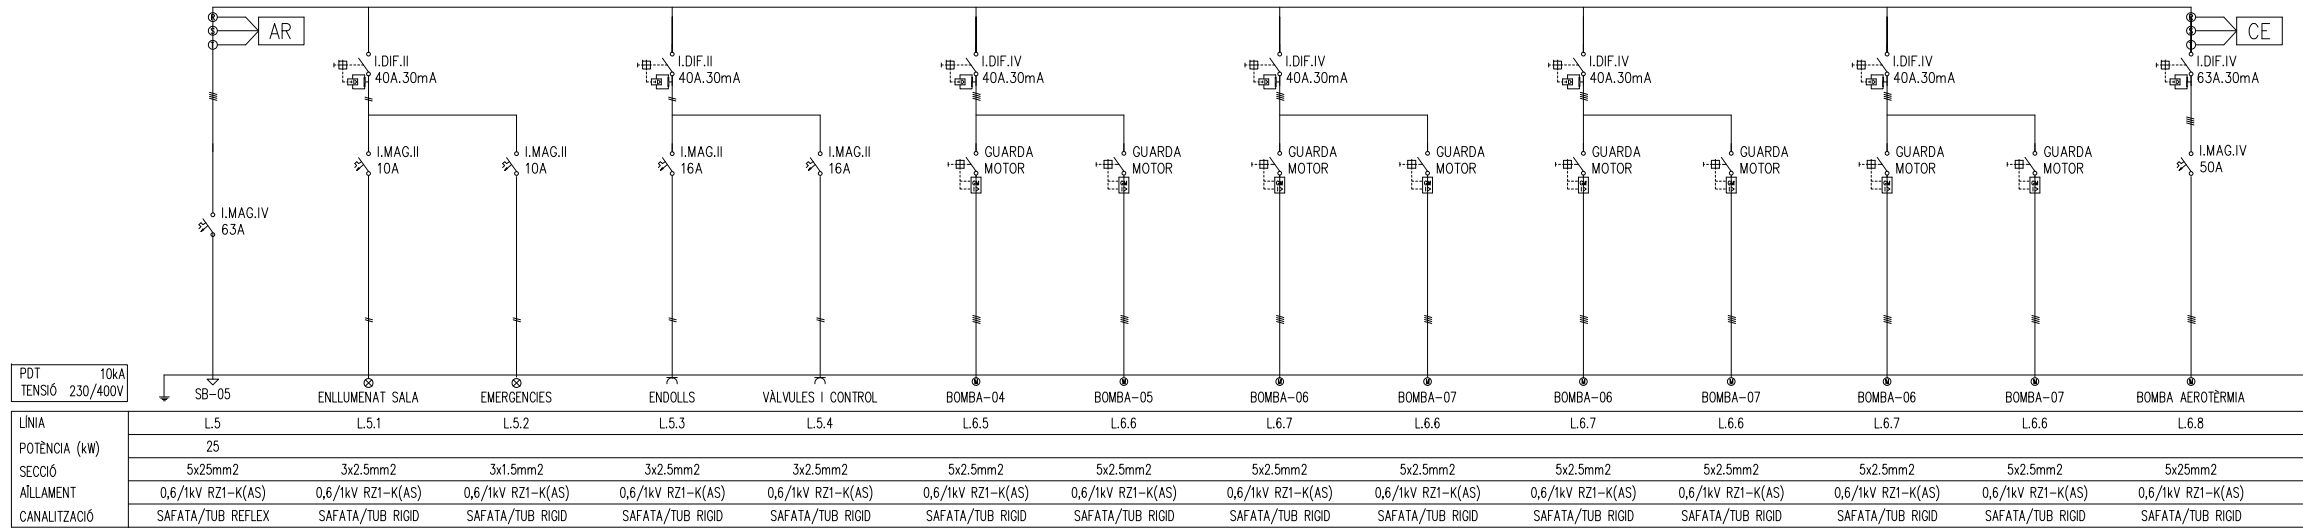 AR
CE
I.DIF.II
40A.30mA
I.DIF.II
40A.30mA
I.DIF.IV
40A.30mA
I.DIF.IV
40A.30mA
I.DIF.IV
40A.30mA
I.DIF.IV
40A.30mA
I.DIF.IV
63A.30mA
I.MAG.II
10A
I.MAG.II
10A
I.MAG.II
16A
I.MAG.II
16A
GUARDA
MOTOR
GUARDA
MOTOR
GUARDA
MOTOR
GUARDA
MOTOR
GUARDA
MOTOR
GUARDA
MOTOR
GUARDA
MOTOR
GUARDA
MOTOR
I.MAG.IV
50A
I.MAG.IV
63A
PDT 10kA
TENSIÓ 230/400V
SB-05 ENLLUMENAT SALA EMERGENCIES ENDOLLS VÀLVULES I CONTROL BOMBA-04 BOMBA-05 BOMBA-06 BOMBA-07 BOMBA-06 BOMBA-07 BOMBA-06 BOMBA-07 BOMBA AEROTÈRMIA
LÍNIA L.5 L.5.1 L.5.2 L.5.3 L.5.4 L.6.5 L.6.6 L.6.7 L.6.6 L.6.7 L.6.6 L.6.7 L.6.6 L.6.8
POTÈNCIA (kW) 25
SECCIÓ 5x25mm2 3x2.5mm2 3x1.5mm2 3x2.5mm2 3x2.5mm2 5x2.5mm2 5x2.5mm2 5x2.5mm2 5x2.5mm2 5x2.5mm2 5x2.5mm2 5x2.5mm2 5x2.5mm2 5x25mm2
AÏLLAMENT 0,6/1kV RZ1-K(AS) 0,6/1kV RZ1-K(AS) 0,6/1kV RZ1-K(AS) 0,6/1kV RZ1-K(AS) 0,6/1kV RZ1-K(AS) 0,6/1kV RZ1-K(AS) 0,6/1kV RZ1-K(AS) 0,6/1kV RZ1-K(AS) 0,6/1kV RZ1-K(AS) 0,6/1kV RZ1-K(AS) 0,6/1kV RZ1-K(AS) 0,6/1kV RZ1-K(AS) 0,6/1kV RZ1-K(AS) 0,6/1kV RZ1-K(AS)
CANALITZACIÓ SAFATA/TUB REFLEX SAFATA/TUB RIGID SAFATA/TUB RIGID SAFATA/TUB RIGID SAFATA/TUB RIGID SAFATA/TUB RIGID SAFATA/TUB RIGID SAFATA/TUB RIGID SAFATA/TUB RIGID SAFATA/TUB RIGID SAFATA/TUB RIGID SAFATA/TUB RIGID SAFATA/TUB RIGID SAFATA/TUB RIGID